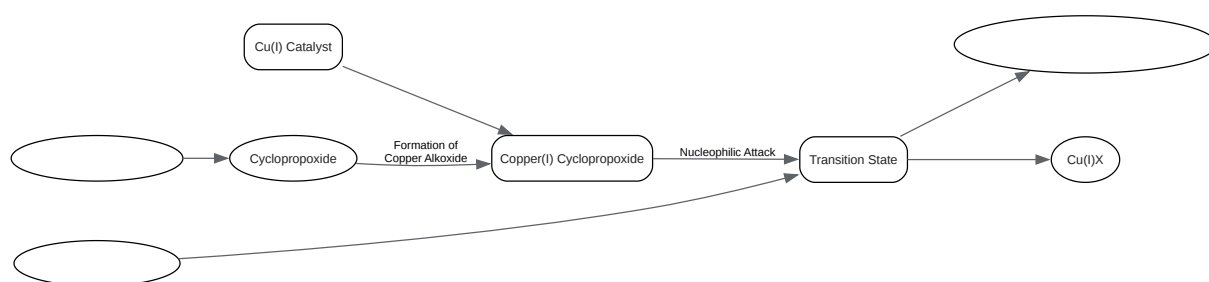 Cu(I) Catalyst
Cyclopropoxide
Formation of
Copper Alkoxide
Copper(I) Cyclopropoxide
Nucleophilic Attack
Transition State
Cu(I)X